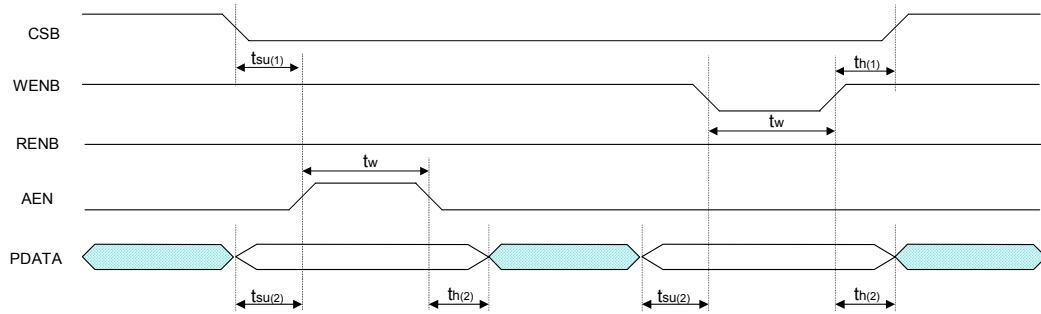 CSB
tsu(1)
th(1)
WENB
tw
RENB
tw
AEN
PDATA
tsu(2)
th(2)
tsu(2)
th(2)